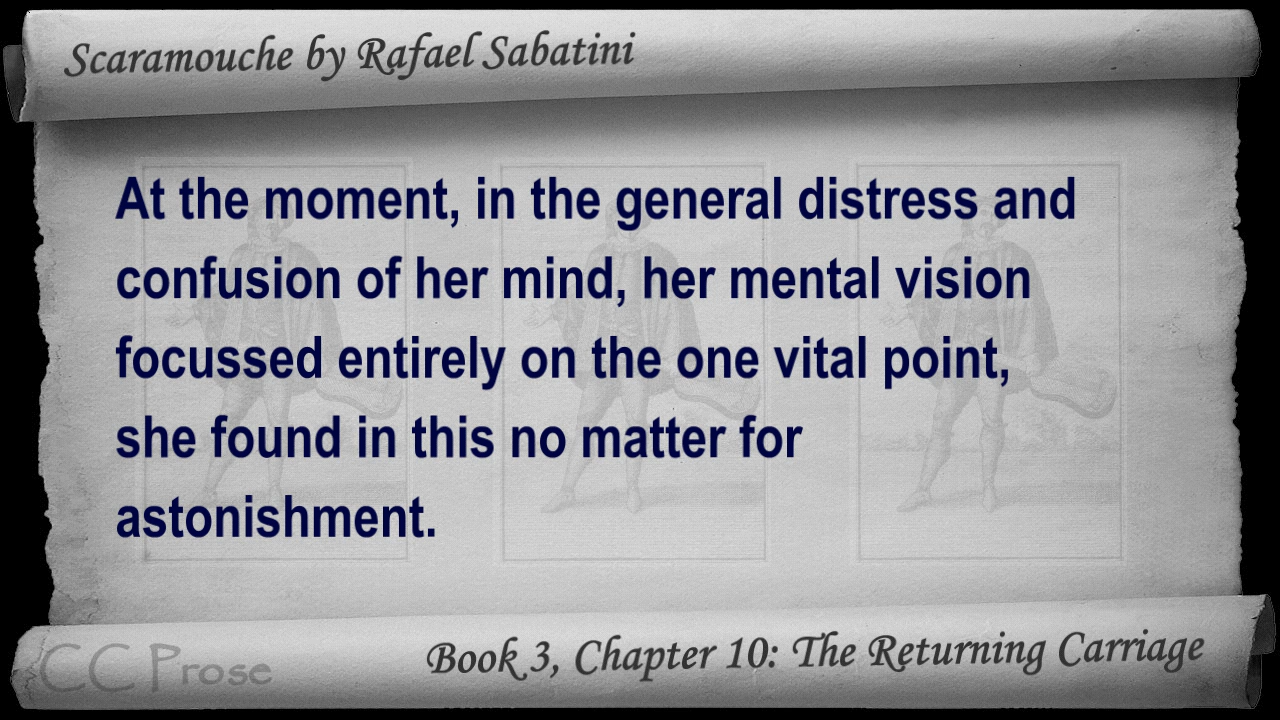 Scaramouche by Rafael Sabatini
At the moment, in the general distress and
confusion of her mind, her mental vision
focussed entirely on the one vital point,
she found in this no matter for
astonishment.
CC Prose
Book 3, Chapter 10: The Returning Carriage